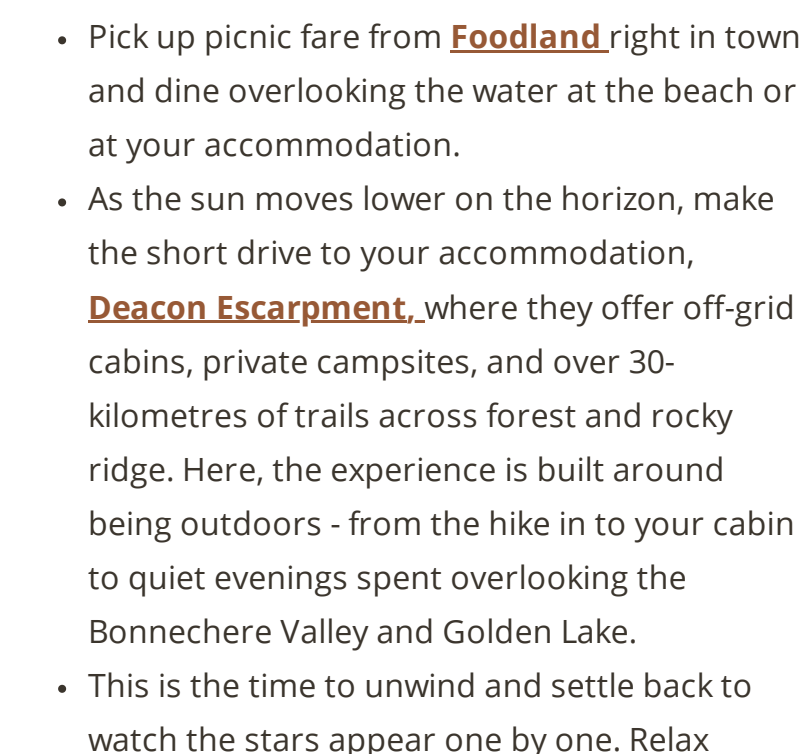 • Pick up picnic fare from Foodland right in town
and dine overlooking the water at the beach or
at your accommodation.
• As the sun moves lower on the horizon, make
the short drive to your accommodation,
Deacon Escarpment, where they offer off-grid
cabins, private campsites, and over 30-
kilometres of trails across forest and rocky
ridge. Here, the experience is built around
being outdoors - from the hike in to your cabin
to quiet evenings spent overlooking the
Bonnechere Valley and Golden Lake.
• This is the time to unwind and settle back to
watch the stars appear one by one. Relax